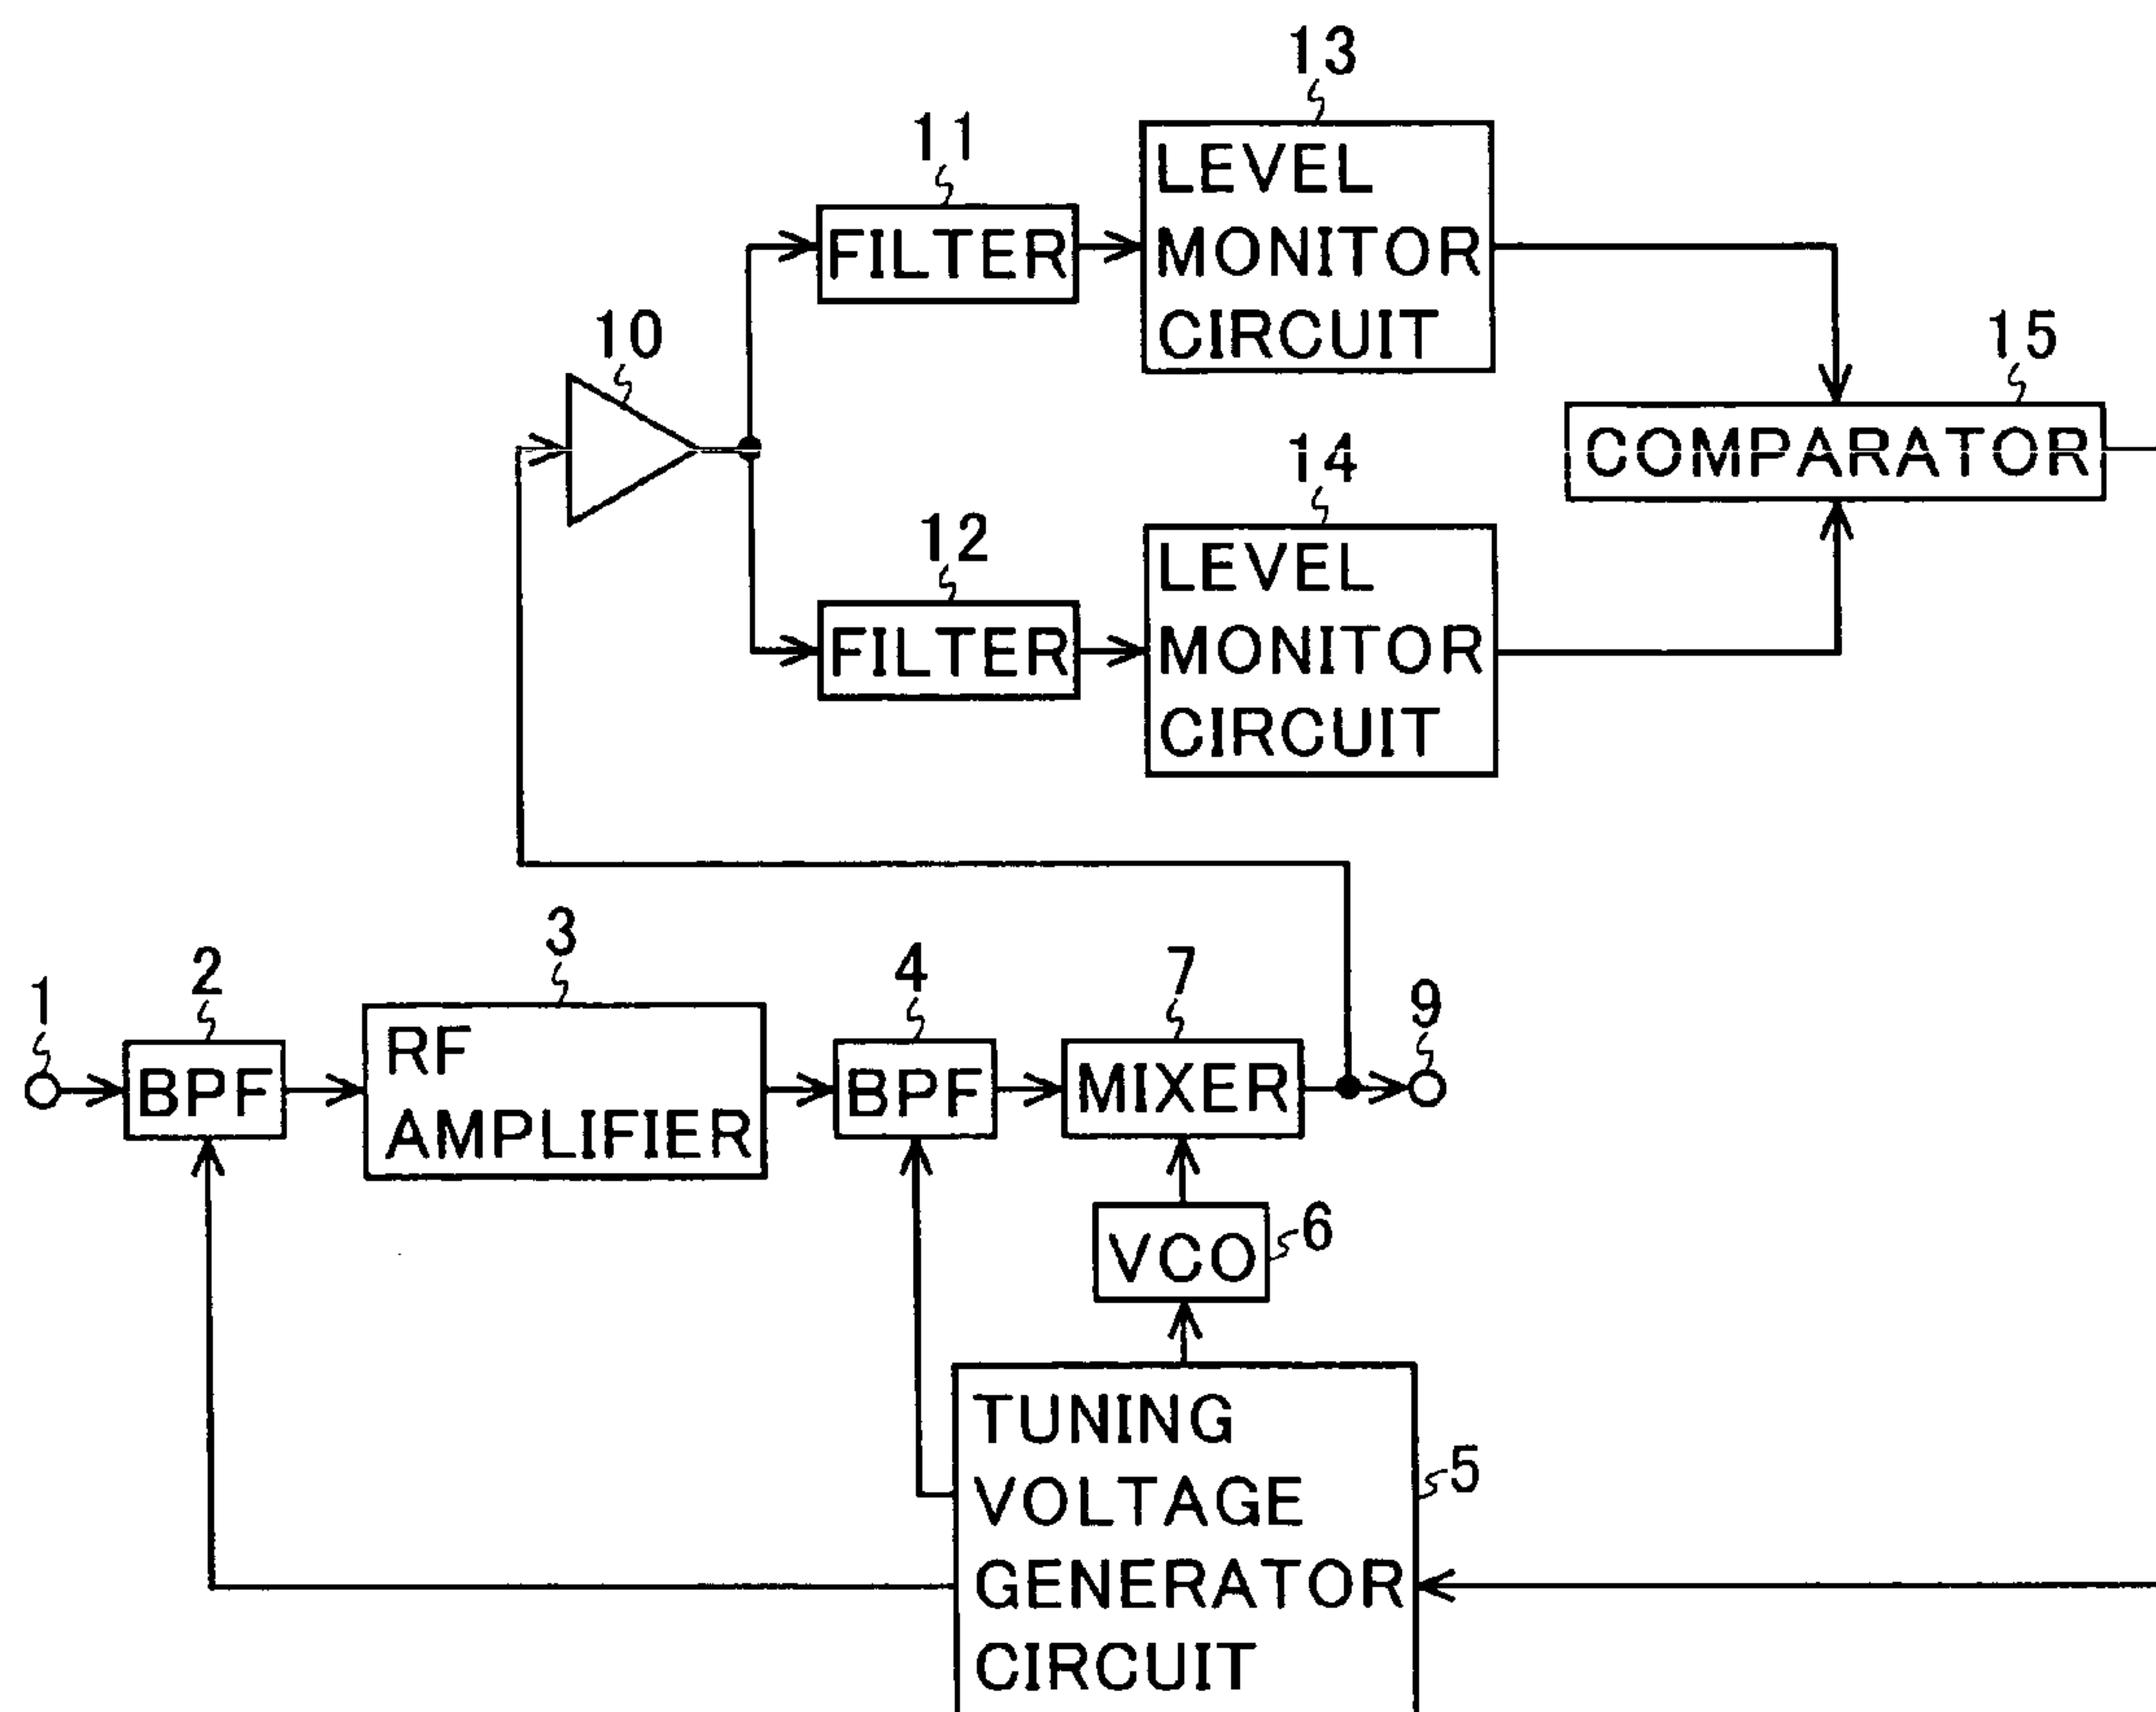 13
LEVEL
MONITOR
CIRCUIT
11
FILTER
10
15
COMPARATOR
14
LEVEL
MONITOR
CIRCUIT
12
FILTER
3
RF
AMPLIFIER
2
BPF
1
4
BPF
7
MIXER
9
VCO
6
TUNING
VOLTAGE
GENERATOR
CIRCUIT
5